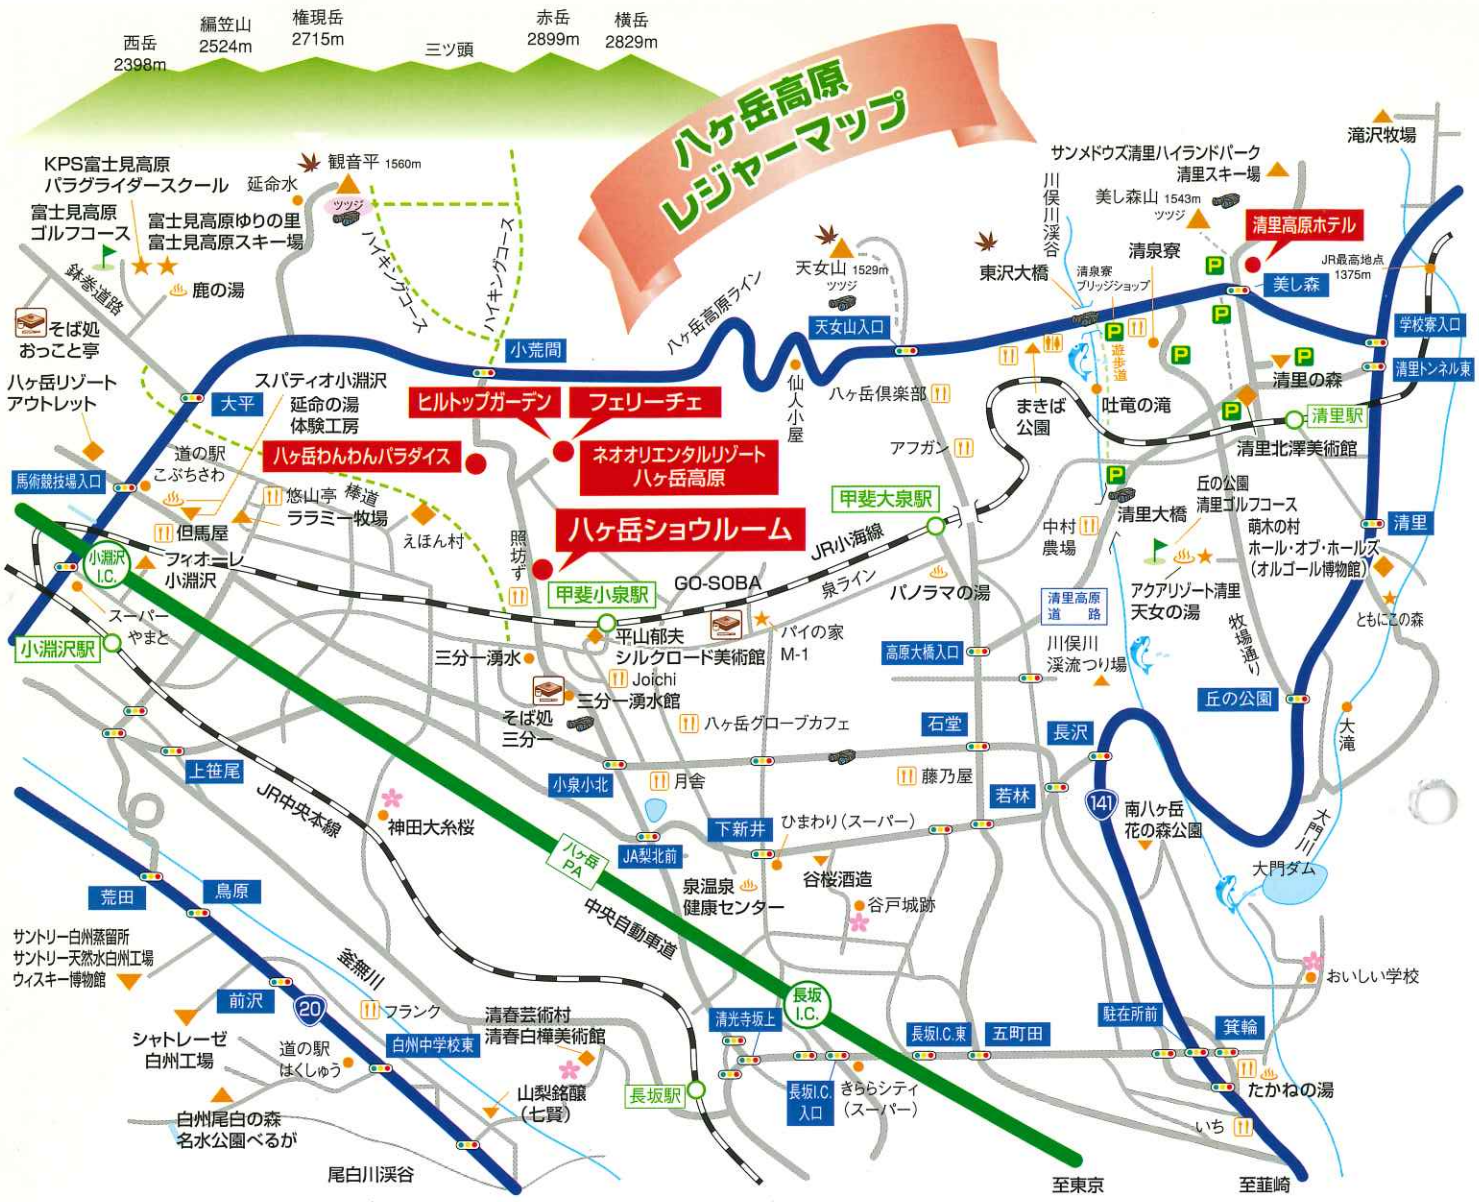 西岳
2398m
編笠山
2524m
権現岳
2715m
三ツ頭
赤岳
2899m
横岳
2829m
八ヶ岳高原
レジャーマップ
KPS富士見高原
パラグライダースクール
富士見高原
ゴルフコース
富士見高原ゆりの里
富士見高原スキー場
延命水
観音平 1560m
ツツジ
ハイキングコース
ハイキングコース
鉢巻道路
鹿の湯
そば処
おっこと亭
八ヶ岳リゾート
アウトレット
大平
小荒間
八ヶ岳高原ライン
天女山 1529m
ツツジ
天女山入口
仙人小屋
八ヶ岳倶楽部
アフガン
東沢大橋
川俣川渓谷
清泉寮
ブリッジショップ
清泉寮
サンメドウズ清里ハイランドパーク
清里スキー場
美し森山 1543m
ツツジ
清里高原ホテル
美し森
滝沢牧場
JR最高地点
1375m
学校寮入口
清里トンネル東
清里の森
清里駅
清里北澤美術館
まきば
公園
遊歩道
吐竜の滝
P
P
P
P
P
P
P
スパティオ小淵沢
延命の湯
体験工房
道の駅
こぶちさわ
馬術競技場入口
八ヶ岳わんわんパラダイス
ヒルトップガーデン
フェリーチェ
ネオオリエンタルリゾート
八ヶ岳高原
八ヶ岳ショウルーム
悠山亭
棒道
ララミー牧場
えほん村
但馬屋
フィオーレ
小淵沢
小淵沢
I.C.
スーパー
やまと
小淵沢駅
照坊ず
甲斐小泉駅
GO-SOBA
JR小海線
泉ライン
甲斐大泉駅
パノラマの湯
中村
農場
清里大橋
丘の公園
清里ゴルフコース
萌木の村
ホール・オブ・ホールズ
(オルゴール博物館)
清里
アクアリゾート清里
天女の湯
ともにこの森
清里高原
道路
川俣川
渓流つり場
牧場通り
高原大橋入口
平山郁夫
シルクロード美術館
パイの家
M-1
三分一湧水
Joichi
三分一湧水館
そば処
三分一
八ヶ岳グローブカフェ
石堂
長沢
丘の公園
大滝
上笹尾
JR中央本線
神田大糸桜
小泉小北
月舎
藤乃屋
若林
141
南八ヶ岳
花の森公園
大門川
大門ダム
八ヶ岳
PA
JA梨北前
下新井
ひまわり(スーパー)
谷桜酒造
泉温泉
健康センター
谷戸城跡
中央自動車道
荒田
鳥原
サントリー白州蒸留所
サントリー天然水白州工場
ウィスキー博物館
釜無川
前沢
20
フランク
シャトレーゼ
白州工場
道の駅
はくしゅう
白州中学校東
清春芸術村
清春白樺美術館
山梨銘醸
(七賢)
白州尾白の森
名水公園べるが
尾白川渓谷
長坂駅
清光寺坂上
長坂
I.C.
長坂I.C.
入口
きららシティ
(スーパー)
長坂I.C.東
五町田
駐在所前
箕輪
おいしい学校
たかねの湯
いち
至東京
至韮崎